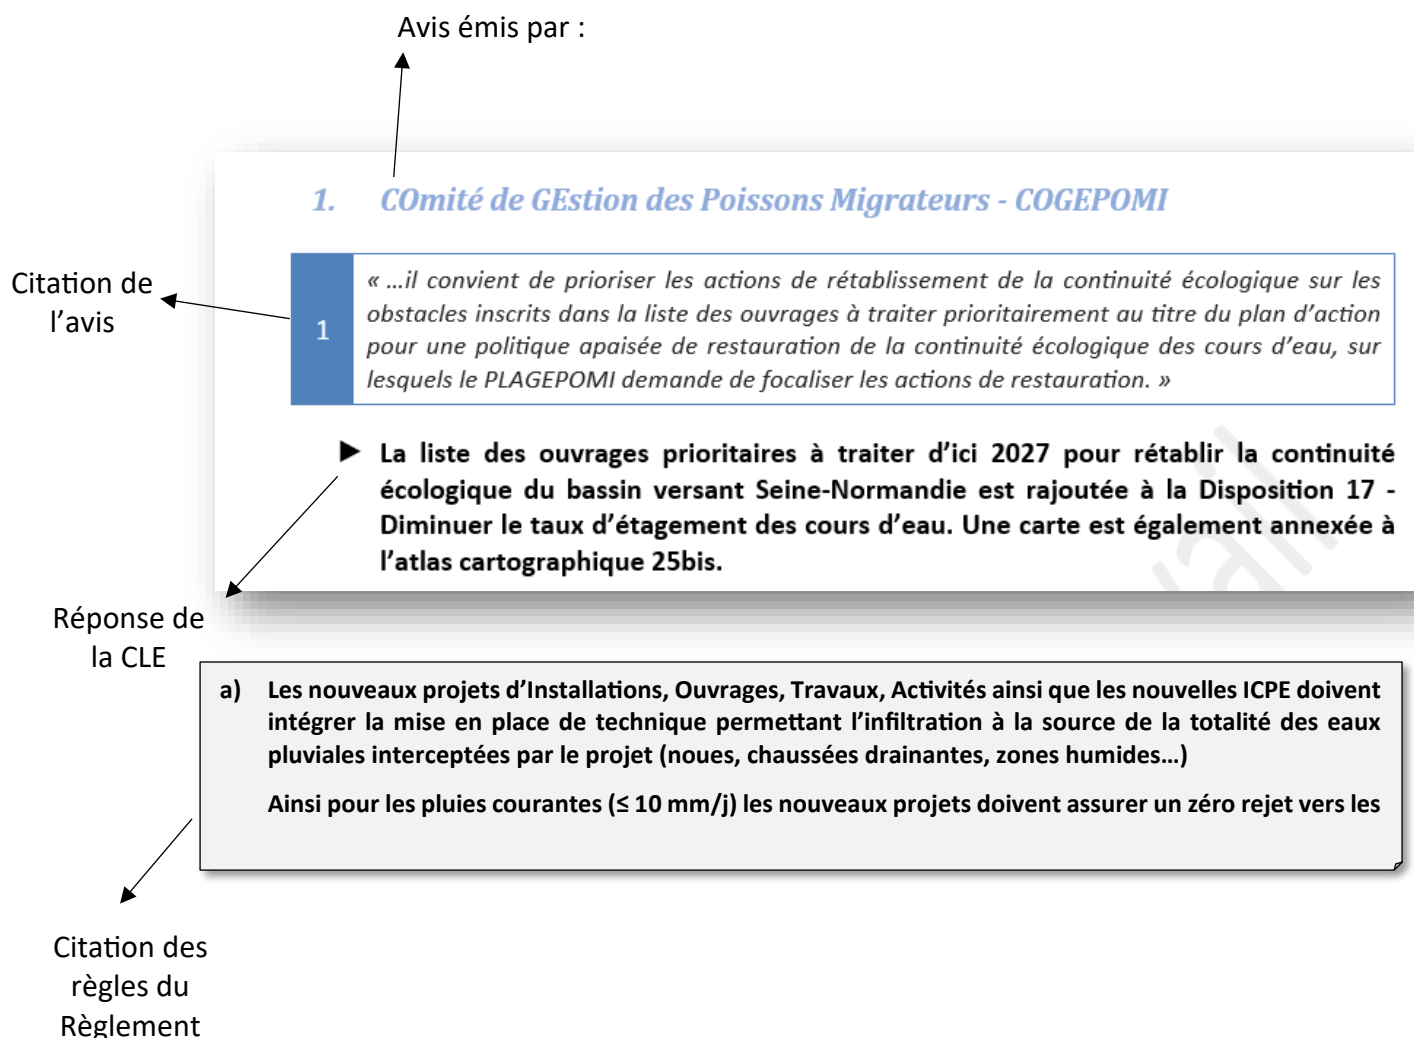 Avis émis par :
1. COmité de GEstion des Poissons Migrateurs - COGEPOMI
Citation de
l’avis
1
« …il convient de prioriser les actions de rétablissement de la continuité écologique sur les
obstacles inscrits dans la liste des ouvrages à traiter prioritairement au titre du plan d’action
pour une politique apaisée de restauration de la continuité écologique des cours d’eau, sur
lesquels le PLAGEPOMI demande de focaliser les actions de restauration. »
► La liste des ouvrages prioritaires à traiter d’ici 2027 pour rétablir la continuité
écologique du bassin versant Seine-Normandie est rajoutée à la Disposition 17 -
Diminuer le taux d’étagement des cours d’eau. Une carte est également annexée à
l’atlas cartographique 25bis.
Réponse de
la CLE
a) Les nouveaux projets d’Installations, Ouvrages, Travaux, Activités ainsi que les nouvelles ICPE doivent
intégrer la mise en place de technique permettant l’infiltration à la source de la totalité des eaux
pluviales interceptées par le projet (noues, chaussées drainantes, zones humides…)
Ainsi pour les pluies courantes (≤ 10 mm/j) les nouveaux projets doivent assurer un zéro rejet vers les
Citation des
règles du
Règlement